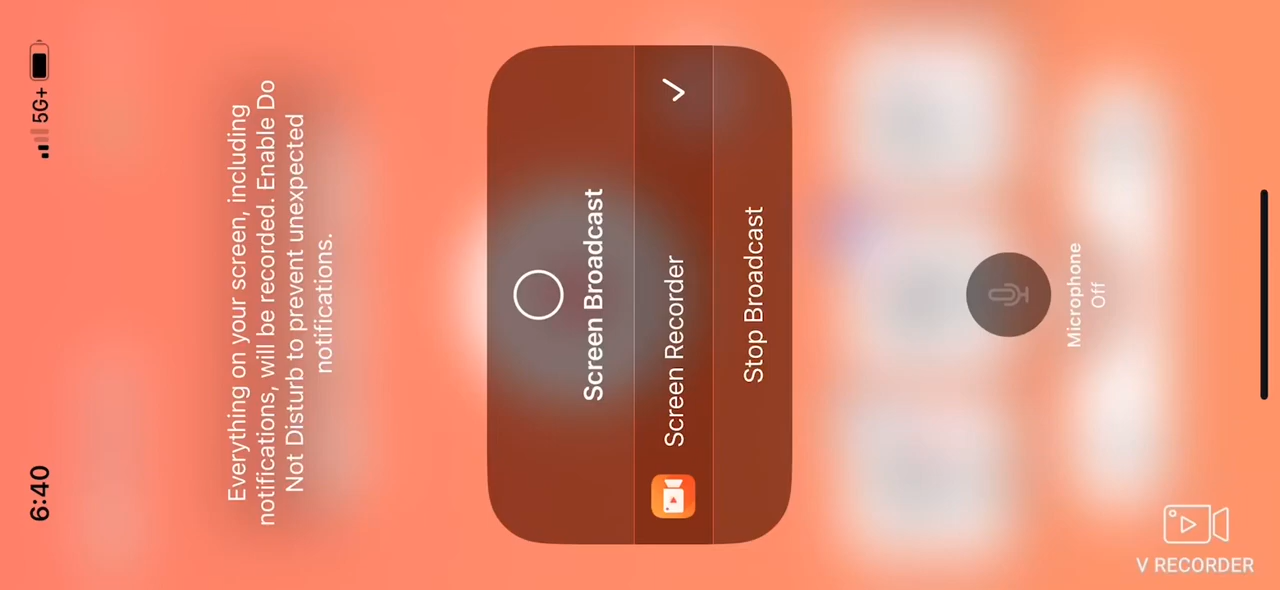 6:40
5G+
Everything on your screen, including
notifications, will be recorded. Enable Do
Not Disturb to prevent unexpected
notifications.
Screen Broadcast
Screen Recorder
Stop Broadcast
Microphone
Off
V RECORDER